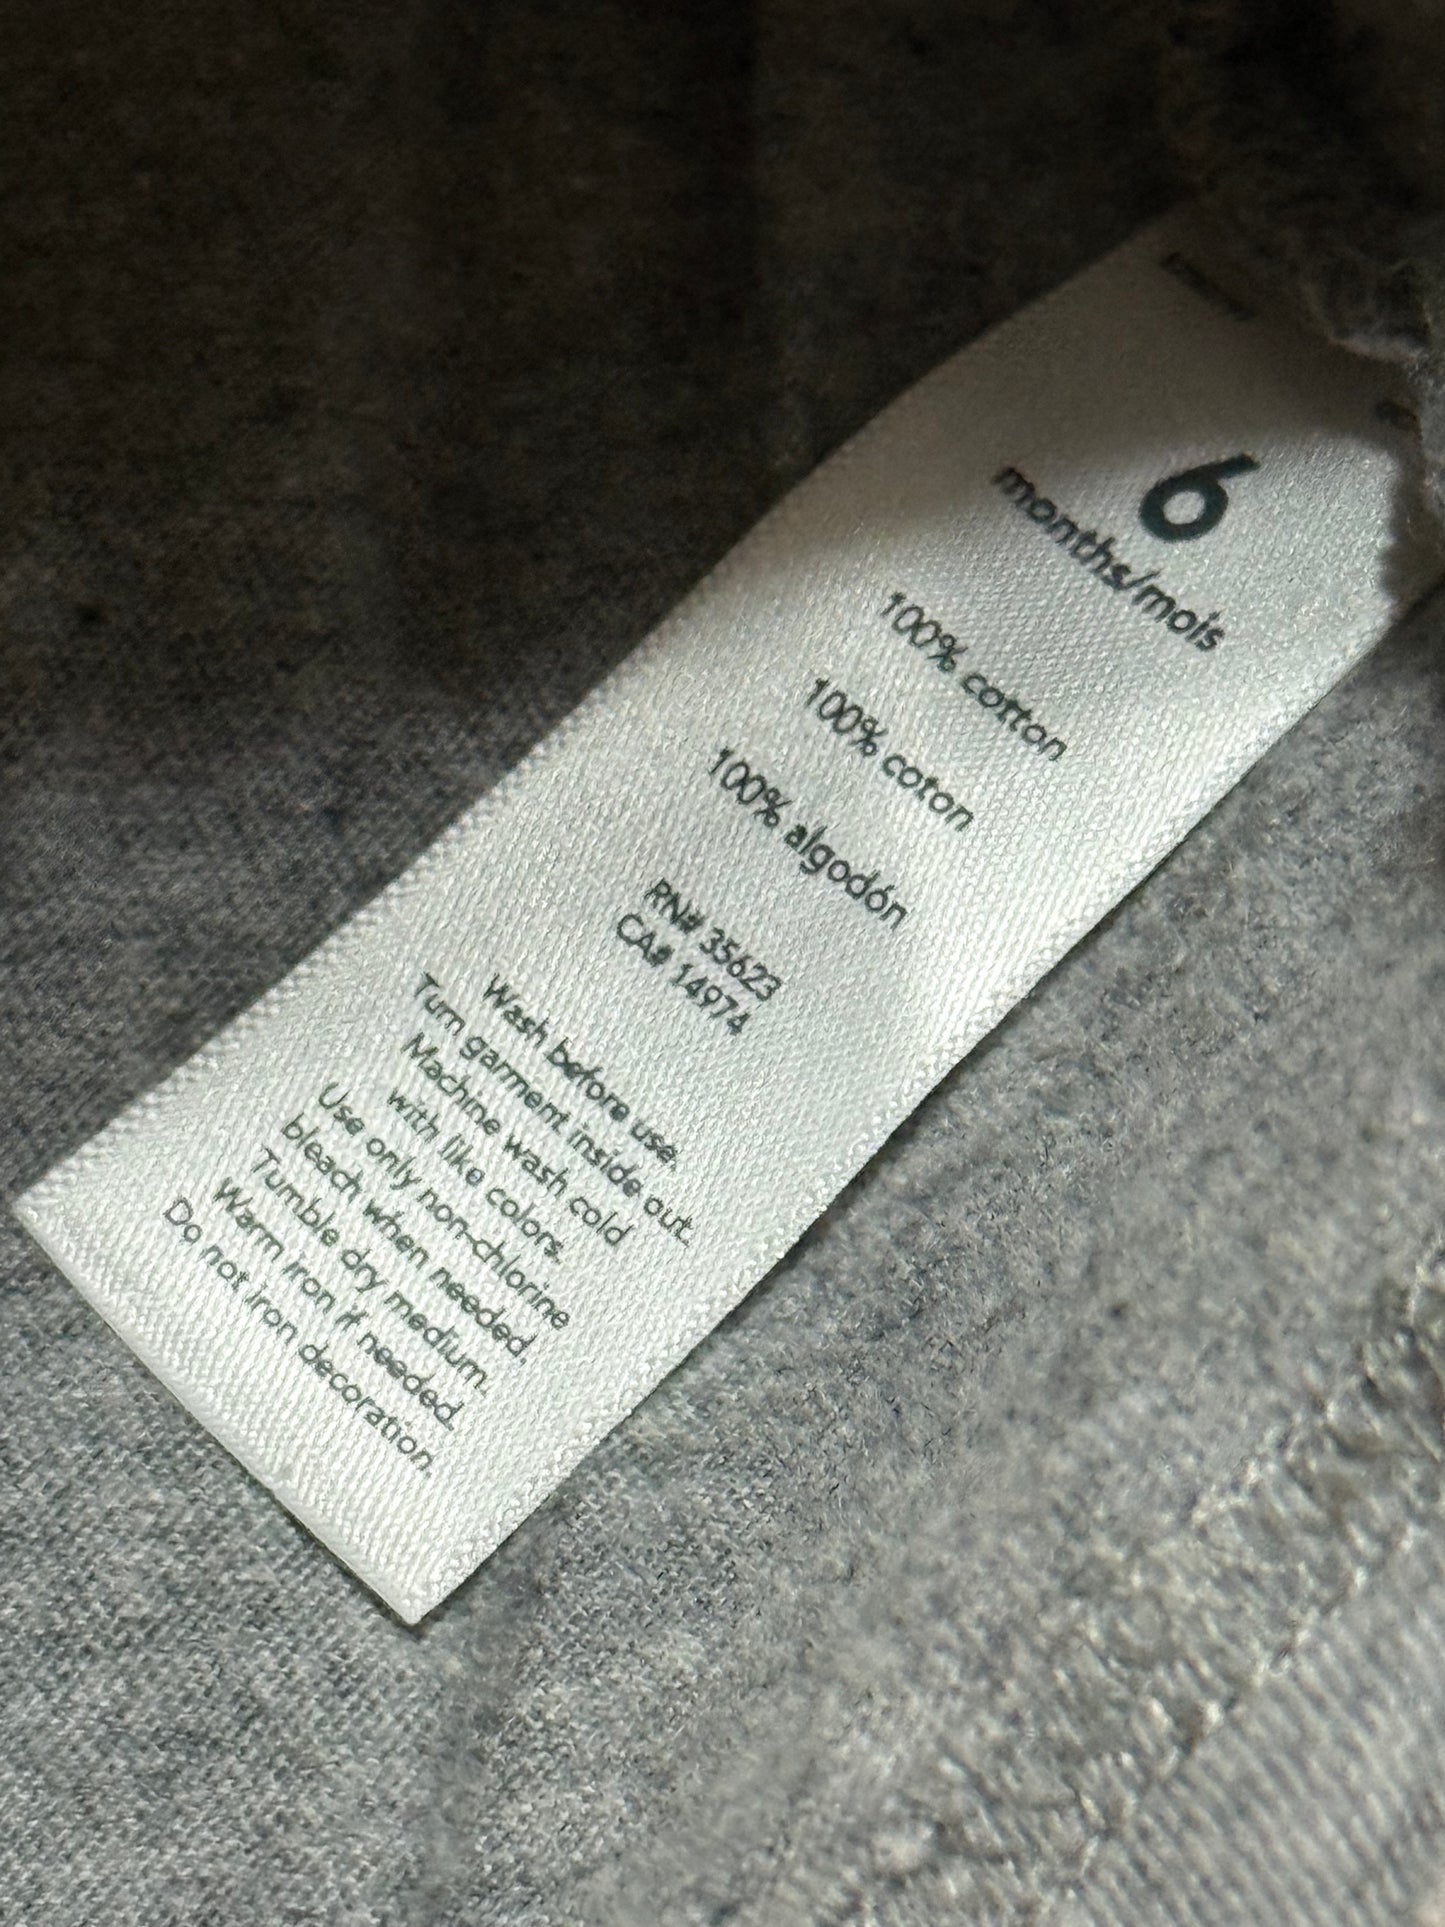 6
months/mois
100% cotton
100% coton
100% algodón
RN# 35623
CA# 14974
Wash before use.
Turn garment inside out.
Machine wash cold
with like colors.
Use only non-chlorine
bleach when needed.
Tumble dry medium.
Warm iron if needed.
Do not iron decoration.